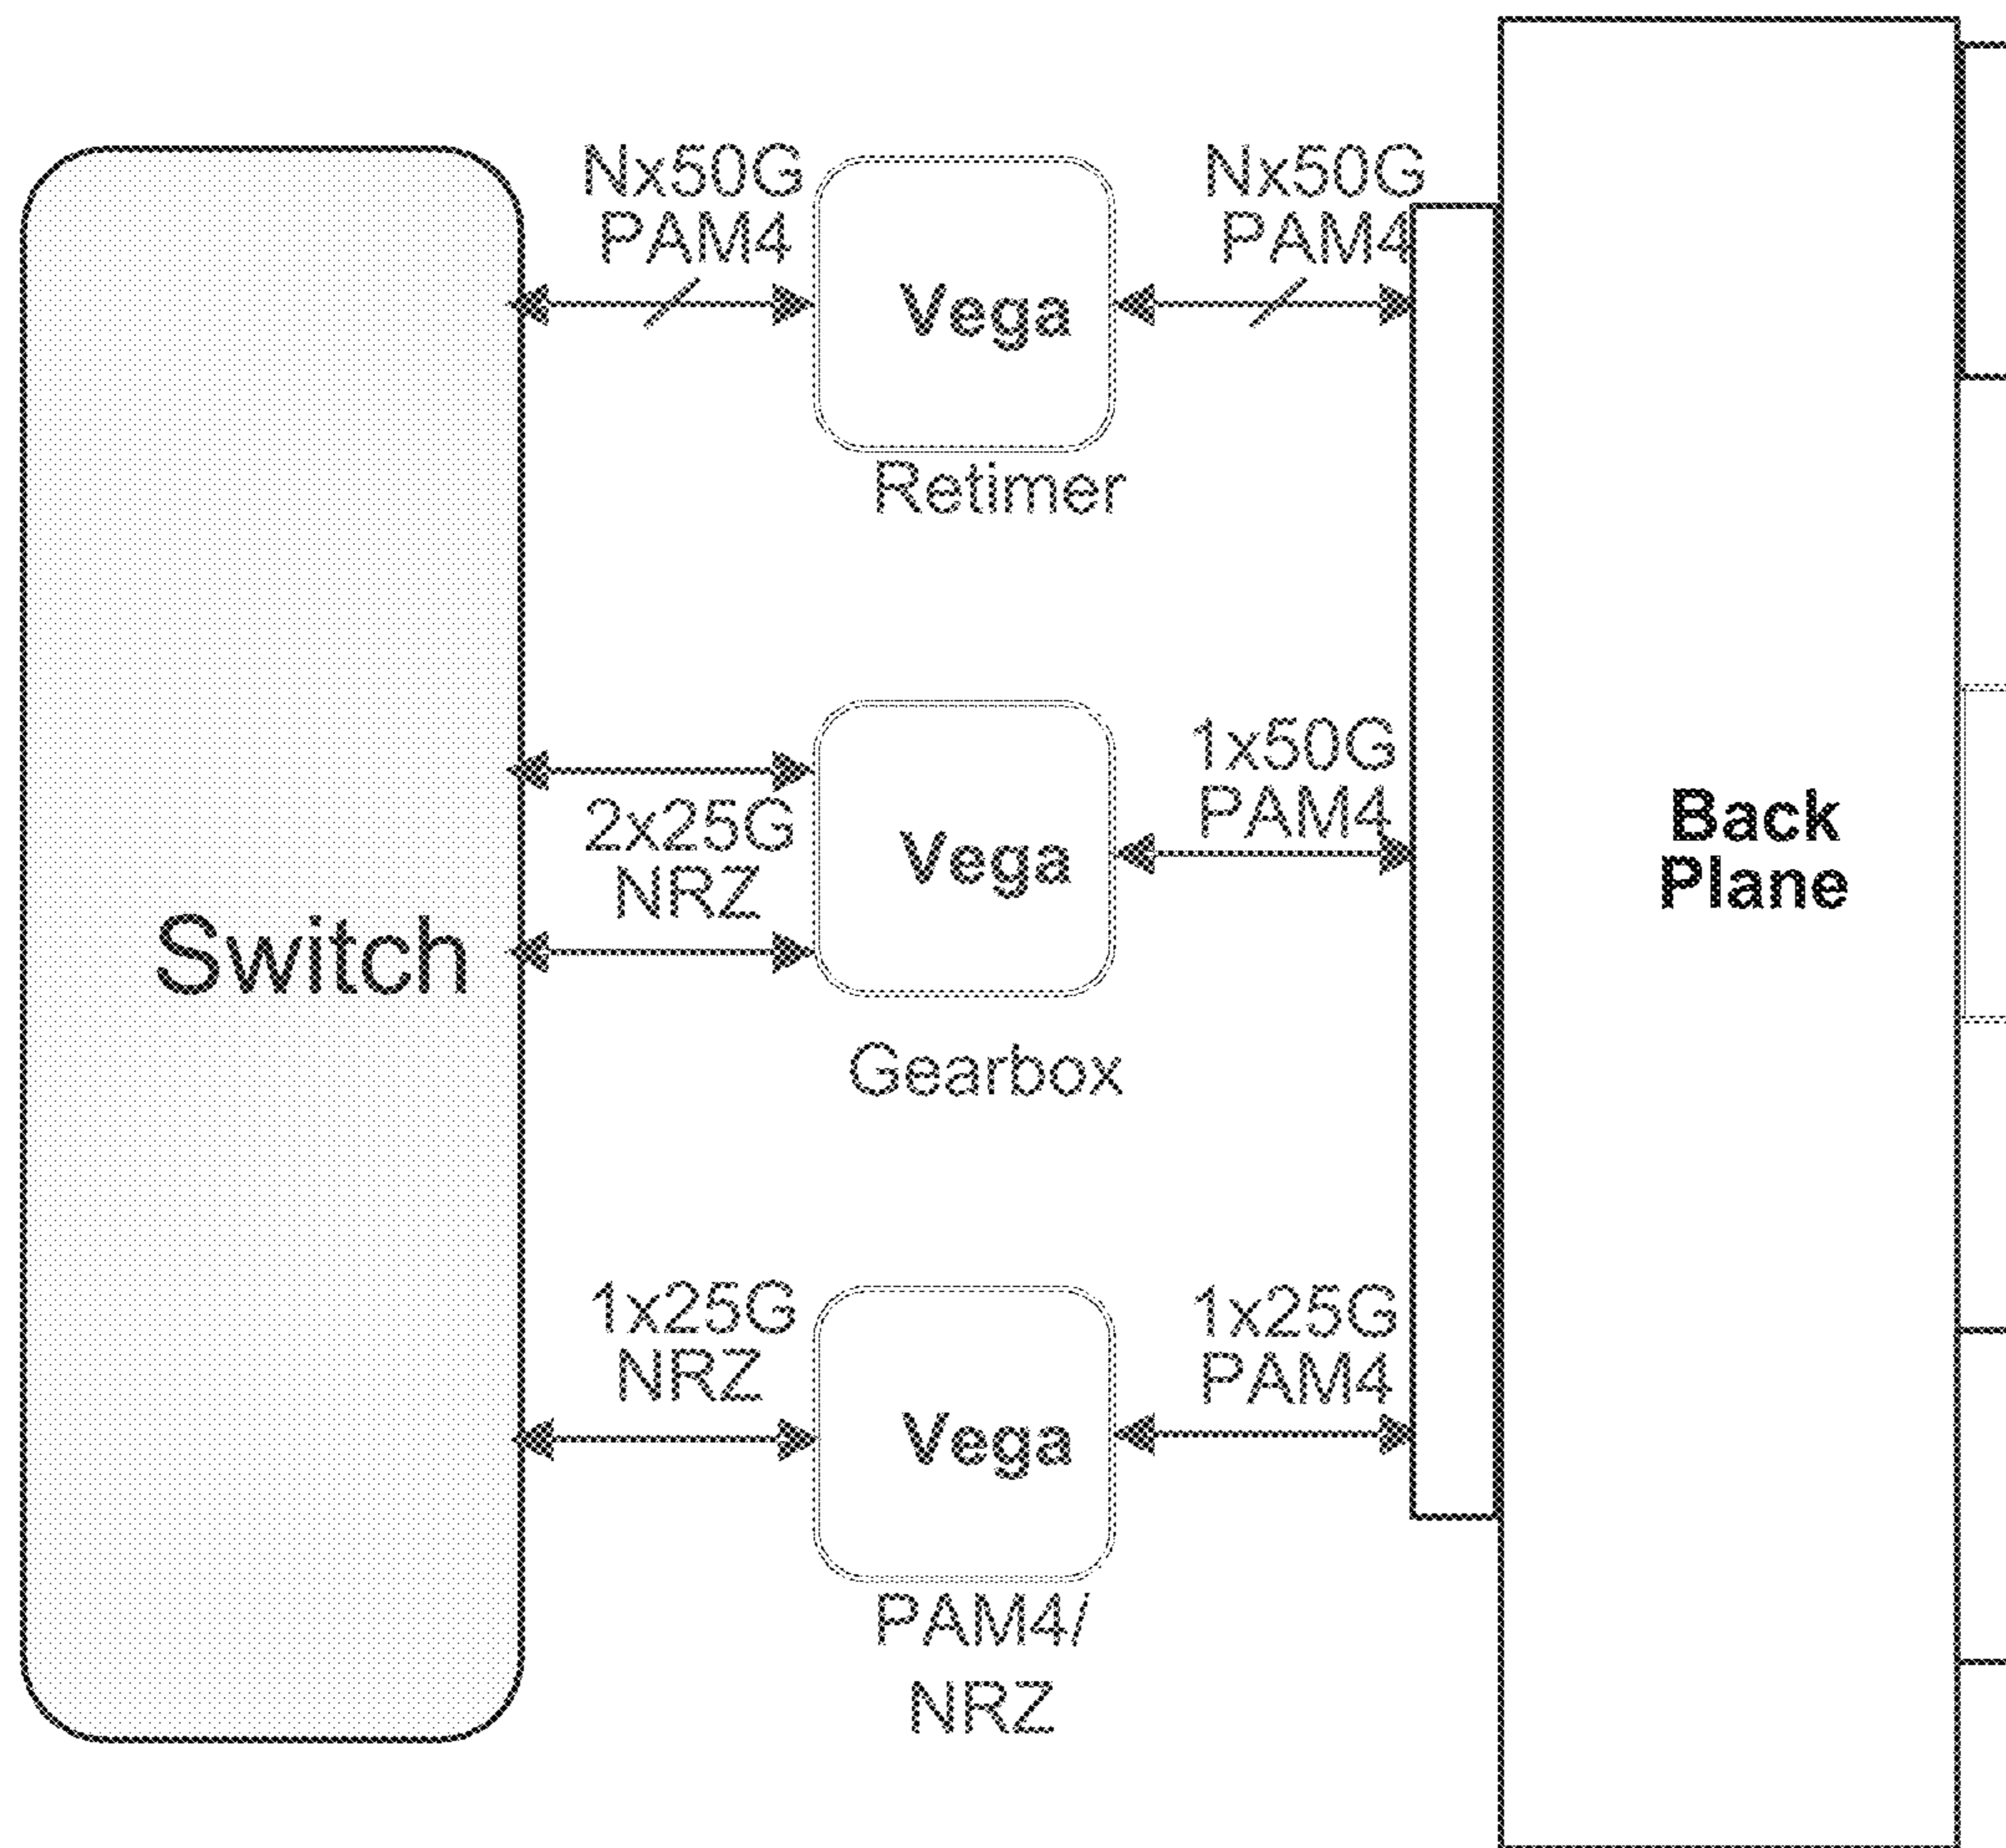 Nx50G
PAM4
Nx50G
PAM4
Vega
Retimer
Switch
2x25G
NRZ
Vega
1x50G
PAM4
Gearbox
Back
Plane
1x25G
NRZ
Vega
1x25G
PAM4
PAM4/
NRZ